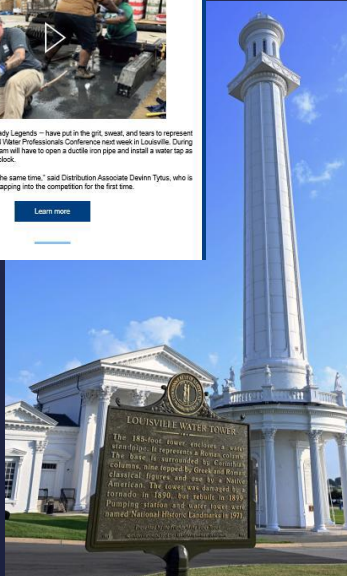 ady Legends — have put in the grit, sweat, and tears to represent
l Water Professionals Conference next week in Louisville. During
am will have to open a ductile iron pipe and install a water tap as
lock.
he same time," said Distribution Associate Devinn Tytus, who is
apping into the competition for the first time.
Learn more
LOUISVILLE WATER TOWER
The 183-foot tower encloses a water
standpipe. It represents a Roman column.
The base is surrounded by Corinthian
columns, nine topped by Greek and Roman
classical figures and one by a Native
American. The tower was damaged by a
tornado in 1890, but rebuilt in 1893.
Pumping station and water tower were
named National Historic Landmarks in 1971.